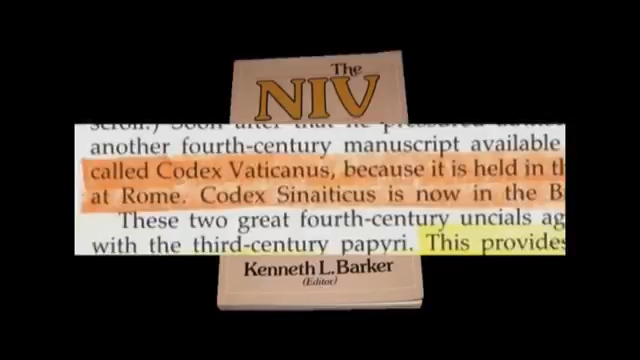 The
NIV
another fourth-century manuscript available
called Codex Vaticanus, because it is held in th
at Rome. Codex Sinaiticus is now in the B
These two great fourth-century uncials ag
with the third-century papyri. This provides
Kenneth L. Barker
(Editor)